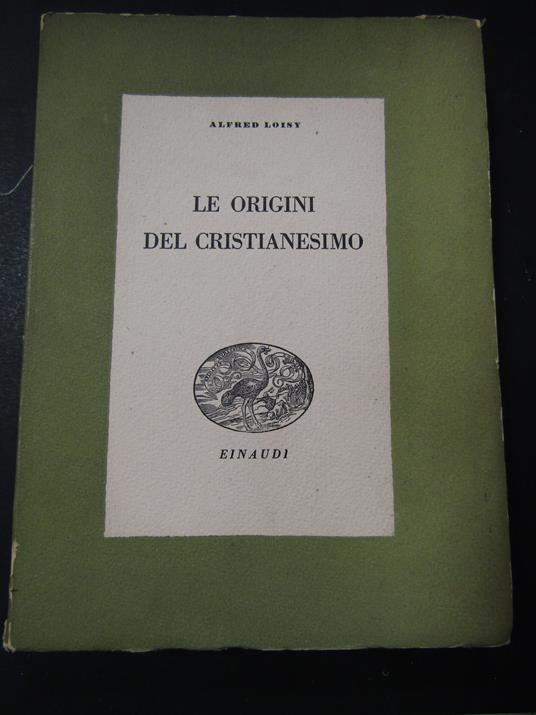 ALFRED LOISY
LE ORIGINI
DEL CRISTIANESIMO
EINAUDI